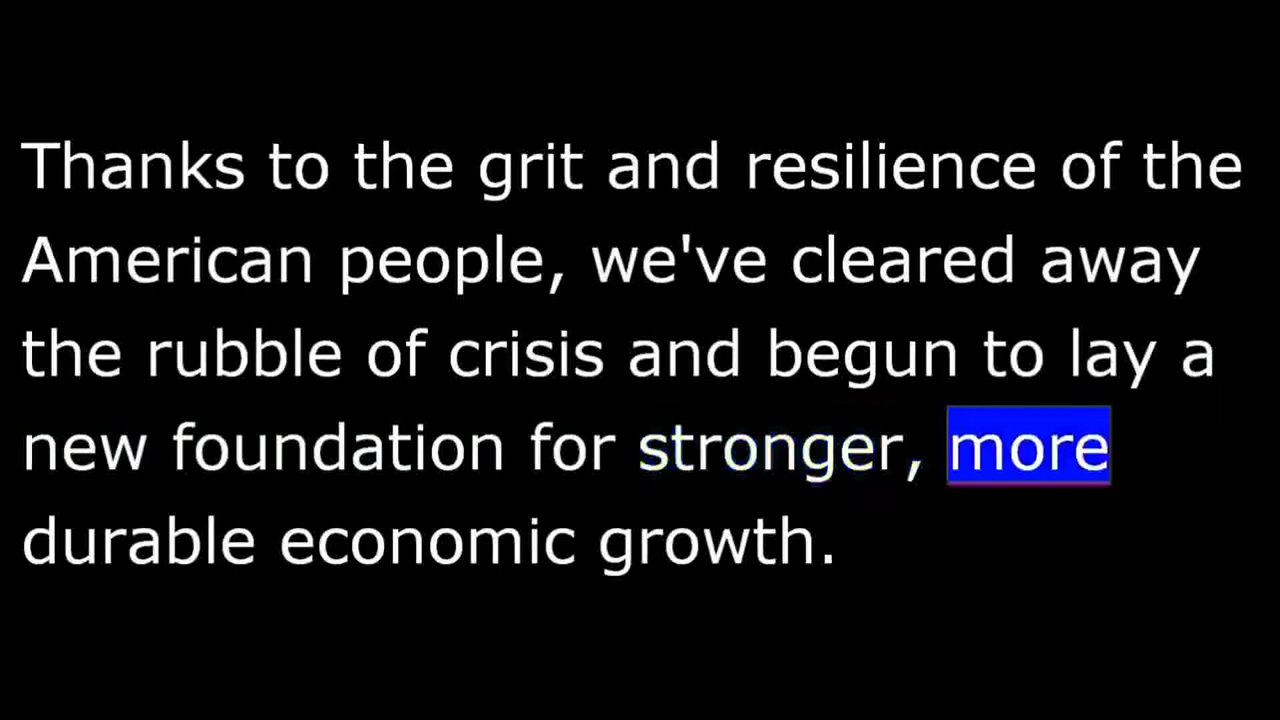 Thanks to the grit and resilience of the
American people, we've cleared away
the rubble of crisis and begun to lay a
new foundation for stronger, more
durable economic growth.